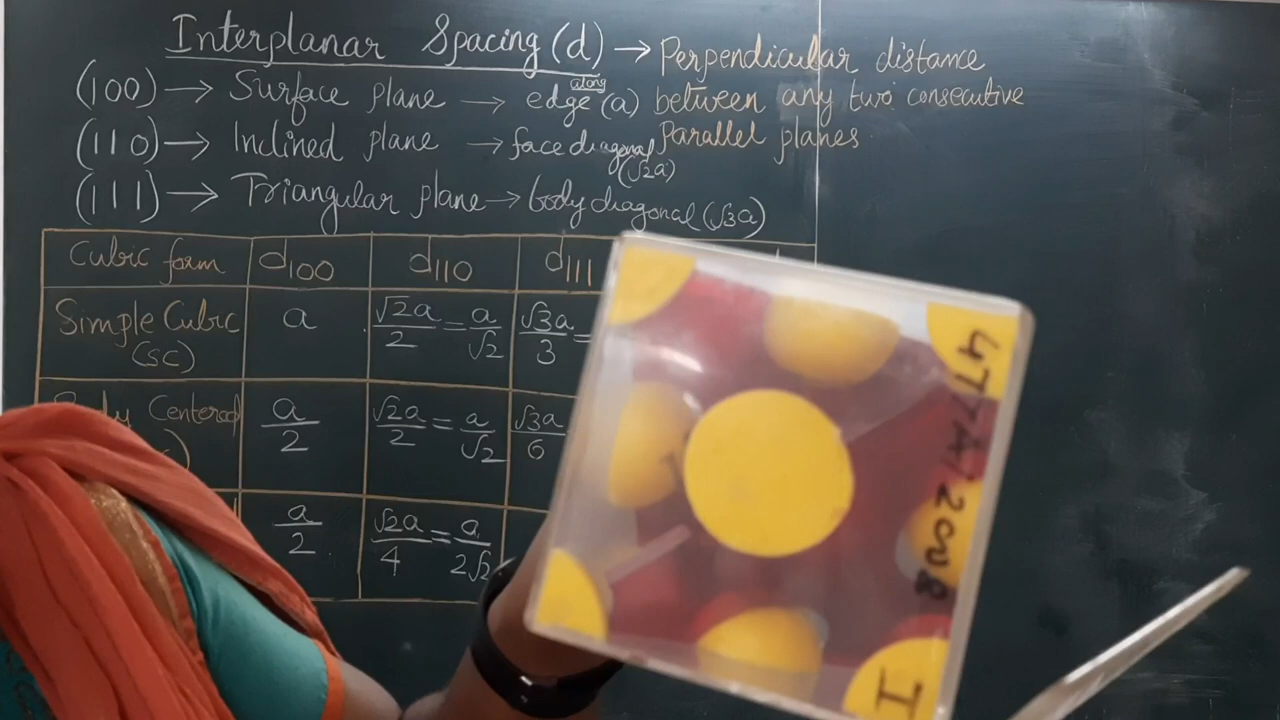 Interplanar Spacing (d) → Perpendicular distance
(100) → Surface plane → edge along (a) between any two consecutive
(110) → Inclined plane → face diagonal (√2a) Parallel planes
(111) → Triangular plane → body diagonal (√3a)
Cubic form d100 d110 d111
Simple Cubic (SC) a √2a/2 = a/√2 √3a/3 =
Centered a/2 √2a/2 = a/√2 √3a/6
a/2 √2a/4 = a/2√2
I